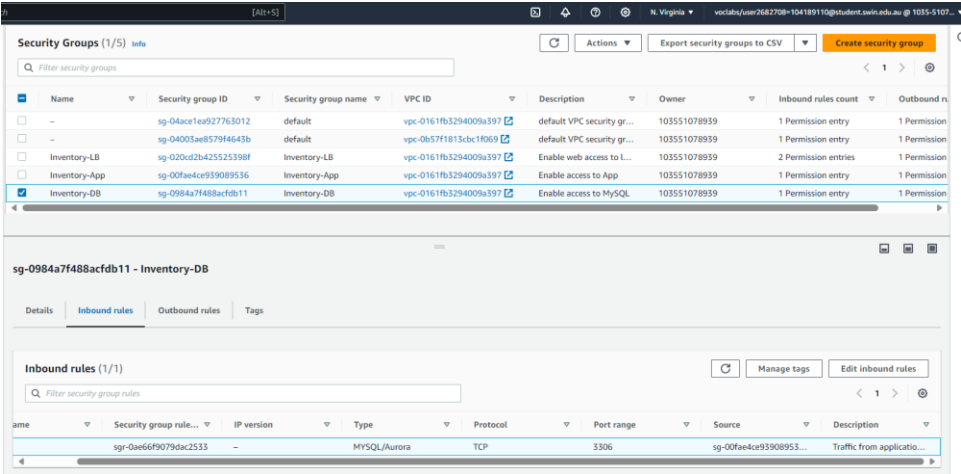 [Alt+S] N. Virginia ▼ voclabs/user2682708=104189110@student.swin.edu.au @ 1035-5107... ▼
Security Groups (1/5) Info
Actions ▼ Export security groups to CSV ▼ Create security group
Filter security groups
1
Name Security group ID Security group name VPC ID Description Owner Inbound rules count Outbound ru
– sg-04ace1ea927763012 default vpc-0161fb3294009a397 default VPC security gr... 103551078939 1 Permission entry 1 Permission
– sg-04003ae8579f4643b default vpc-0b57f1813cbc1f069 default VPC security gr... 103551078939 1 Permission entry 1 Permission
Inventory-LB sg-020cd2b425525398f Inventory-LB vpc-0161fb3294009a397 Enable web access to l... 103551078939 2 Permission entries 1 Permission
Inventory-App sg-00fae4ce939089536 Inventory-App vpc-0161fb3294009a397 Enable access to App 103551078939 1 Permission entry 1 Permission
Inventory-DB sg-0984a7f488acfdb11 Inventory-DB vpc-0161fb3294009a397 Enable access to MySQL 103551078939 1 Permission entry 1 Permission
sg-0984a7f488acfdb11 - Inventory-DB
Details Inbound rules Outbound rules Tags
Inbound rules (1/1)
Manage tags Edit inbound rules
Filter security group rules
1
ame Security group rule... IP version Type Protocol Port range Source Description
sgr-0ae66f9079dac2533 – MYSQL/Aurora TCP 3306 sg-00fae4ce93908953... Traffic from applicatio...